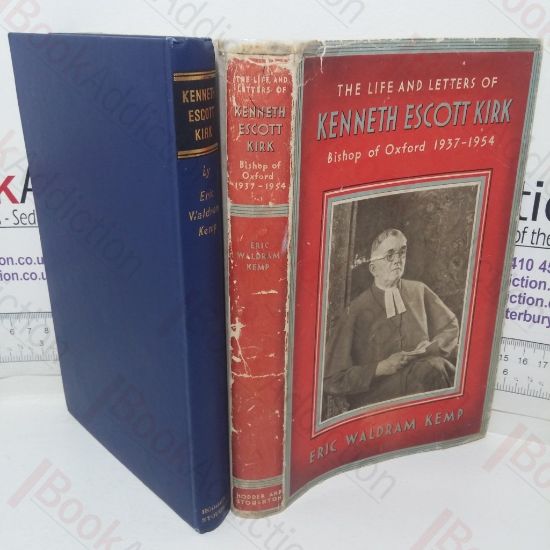 KENNETH
ESCOTT
KIRK
by
Eric
Waldram
Kemp
HODDER
THE LIFE AND
LETTERS OF
KENNETH
ESCOTT
KIRK
Bishop of
Oxford
1937-1954
ERIC
WALDRAM
KEMP
HODDER AND
STOUGHTON
THE LIFE AND LETTERS OF
KENNETH ESCOTT KIRK
Bishop of Oxford 1937-1954
ERIC WALDRAM KEMP